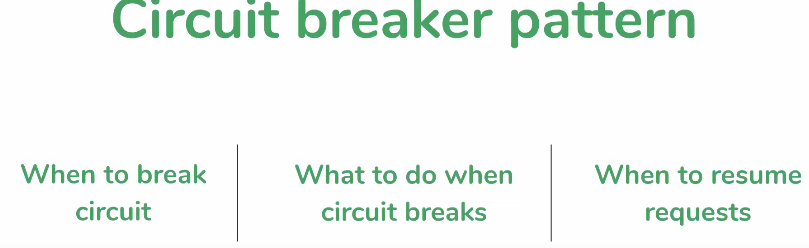 Circuit breaker pattern
When to break
circuit
What to do when
circuit breaks
When to resume
requests